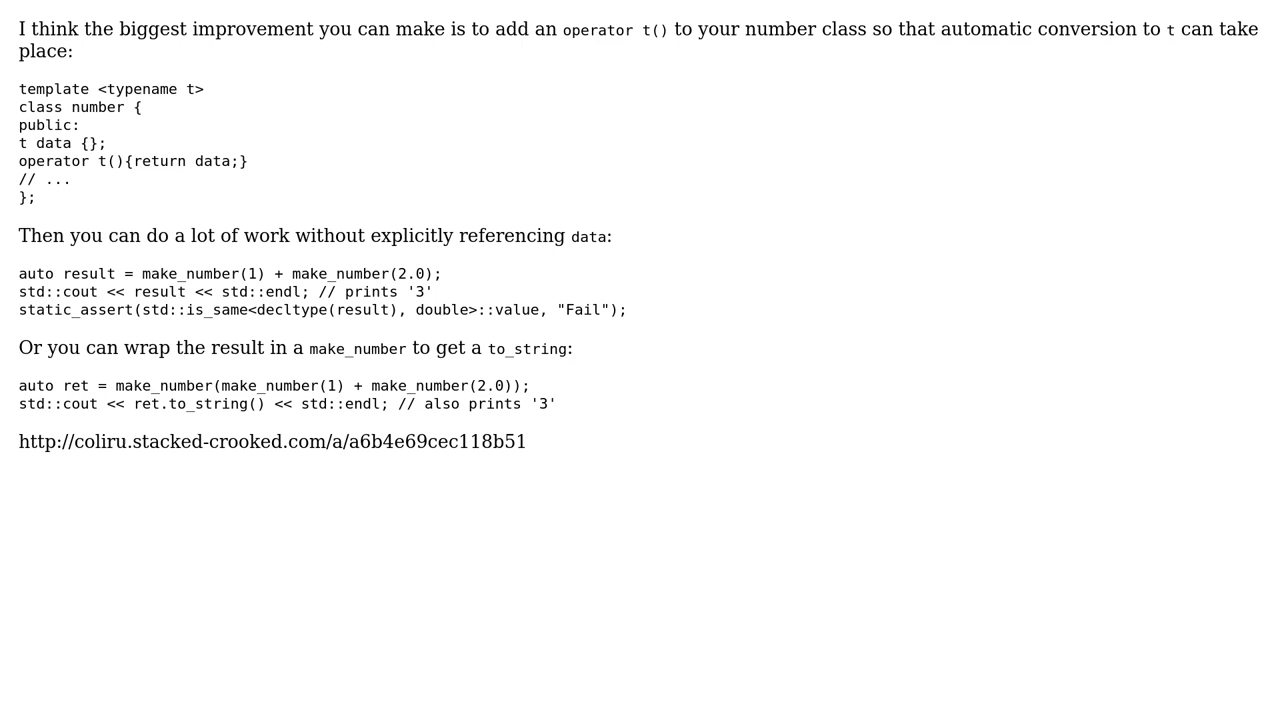 I think the biggest improvement you can make is to add an operator t() to your number class so that automatic conversion to t can take
place:
template <typename t>
class number {
public:
t data {};
operator t(){return data;}
// ...
};
Then you can do a lot of work without explicitly referencing data:
auto result = make_number(1) + make_number(2.0);
std::cout << result << std::endl; // prints '3'
static_assert(std::is_same<decltype(result), double>::value, "Fail");
Or you can wrap the result in a make_number to get a to_string:
auto ret = make_number(make_number(1) + make_number(2.0));
std::cout << ret.to_string() << std::endl; // also prints '3'
http://coliru.stacked-crooked.com/a/a6b4e69cec118b51